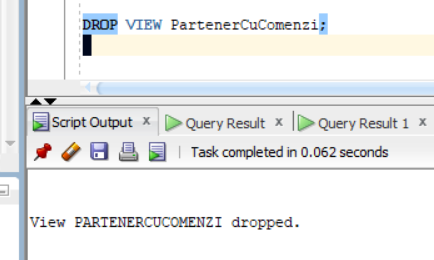 DROP VIEW PartenerCuComenzi;
Script Output x Query Result x Query Result 1 x
Task completed in 0.062 seconds
View PARTENERCUCOMENZI dropped.